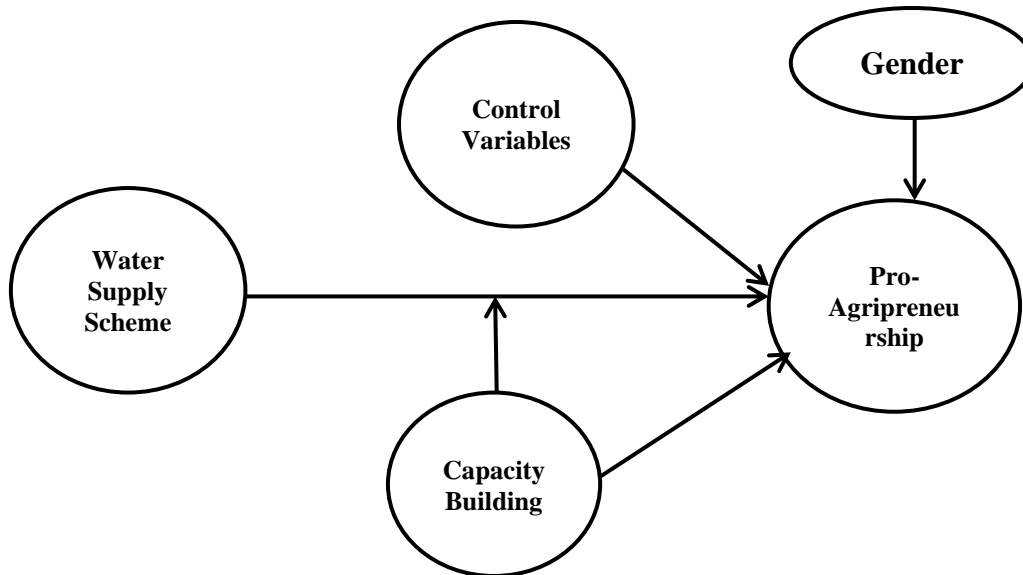 Gender
Control
Variables
Water
Supply
Scheme
Pro-
Agripreneu
rship
Capacity
Building